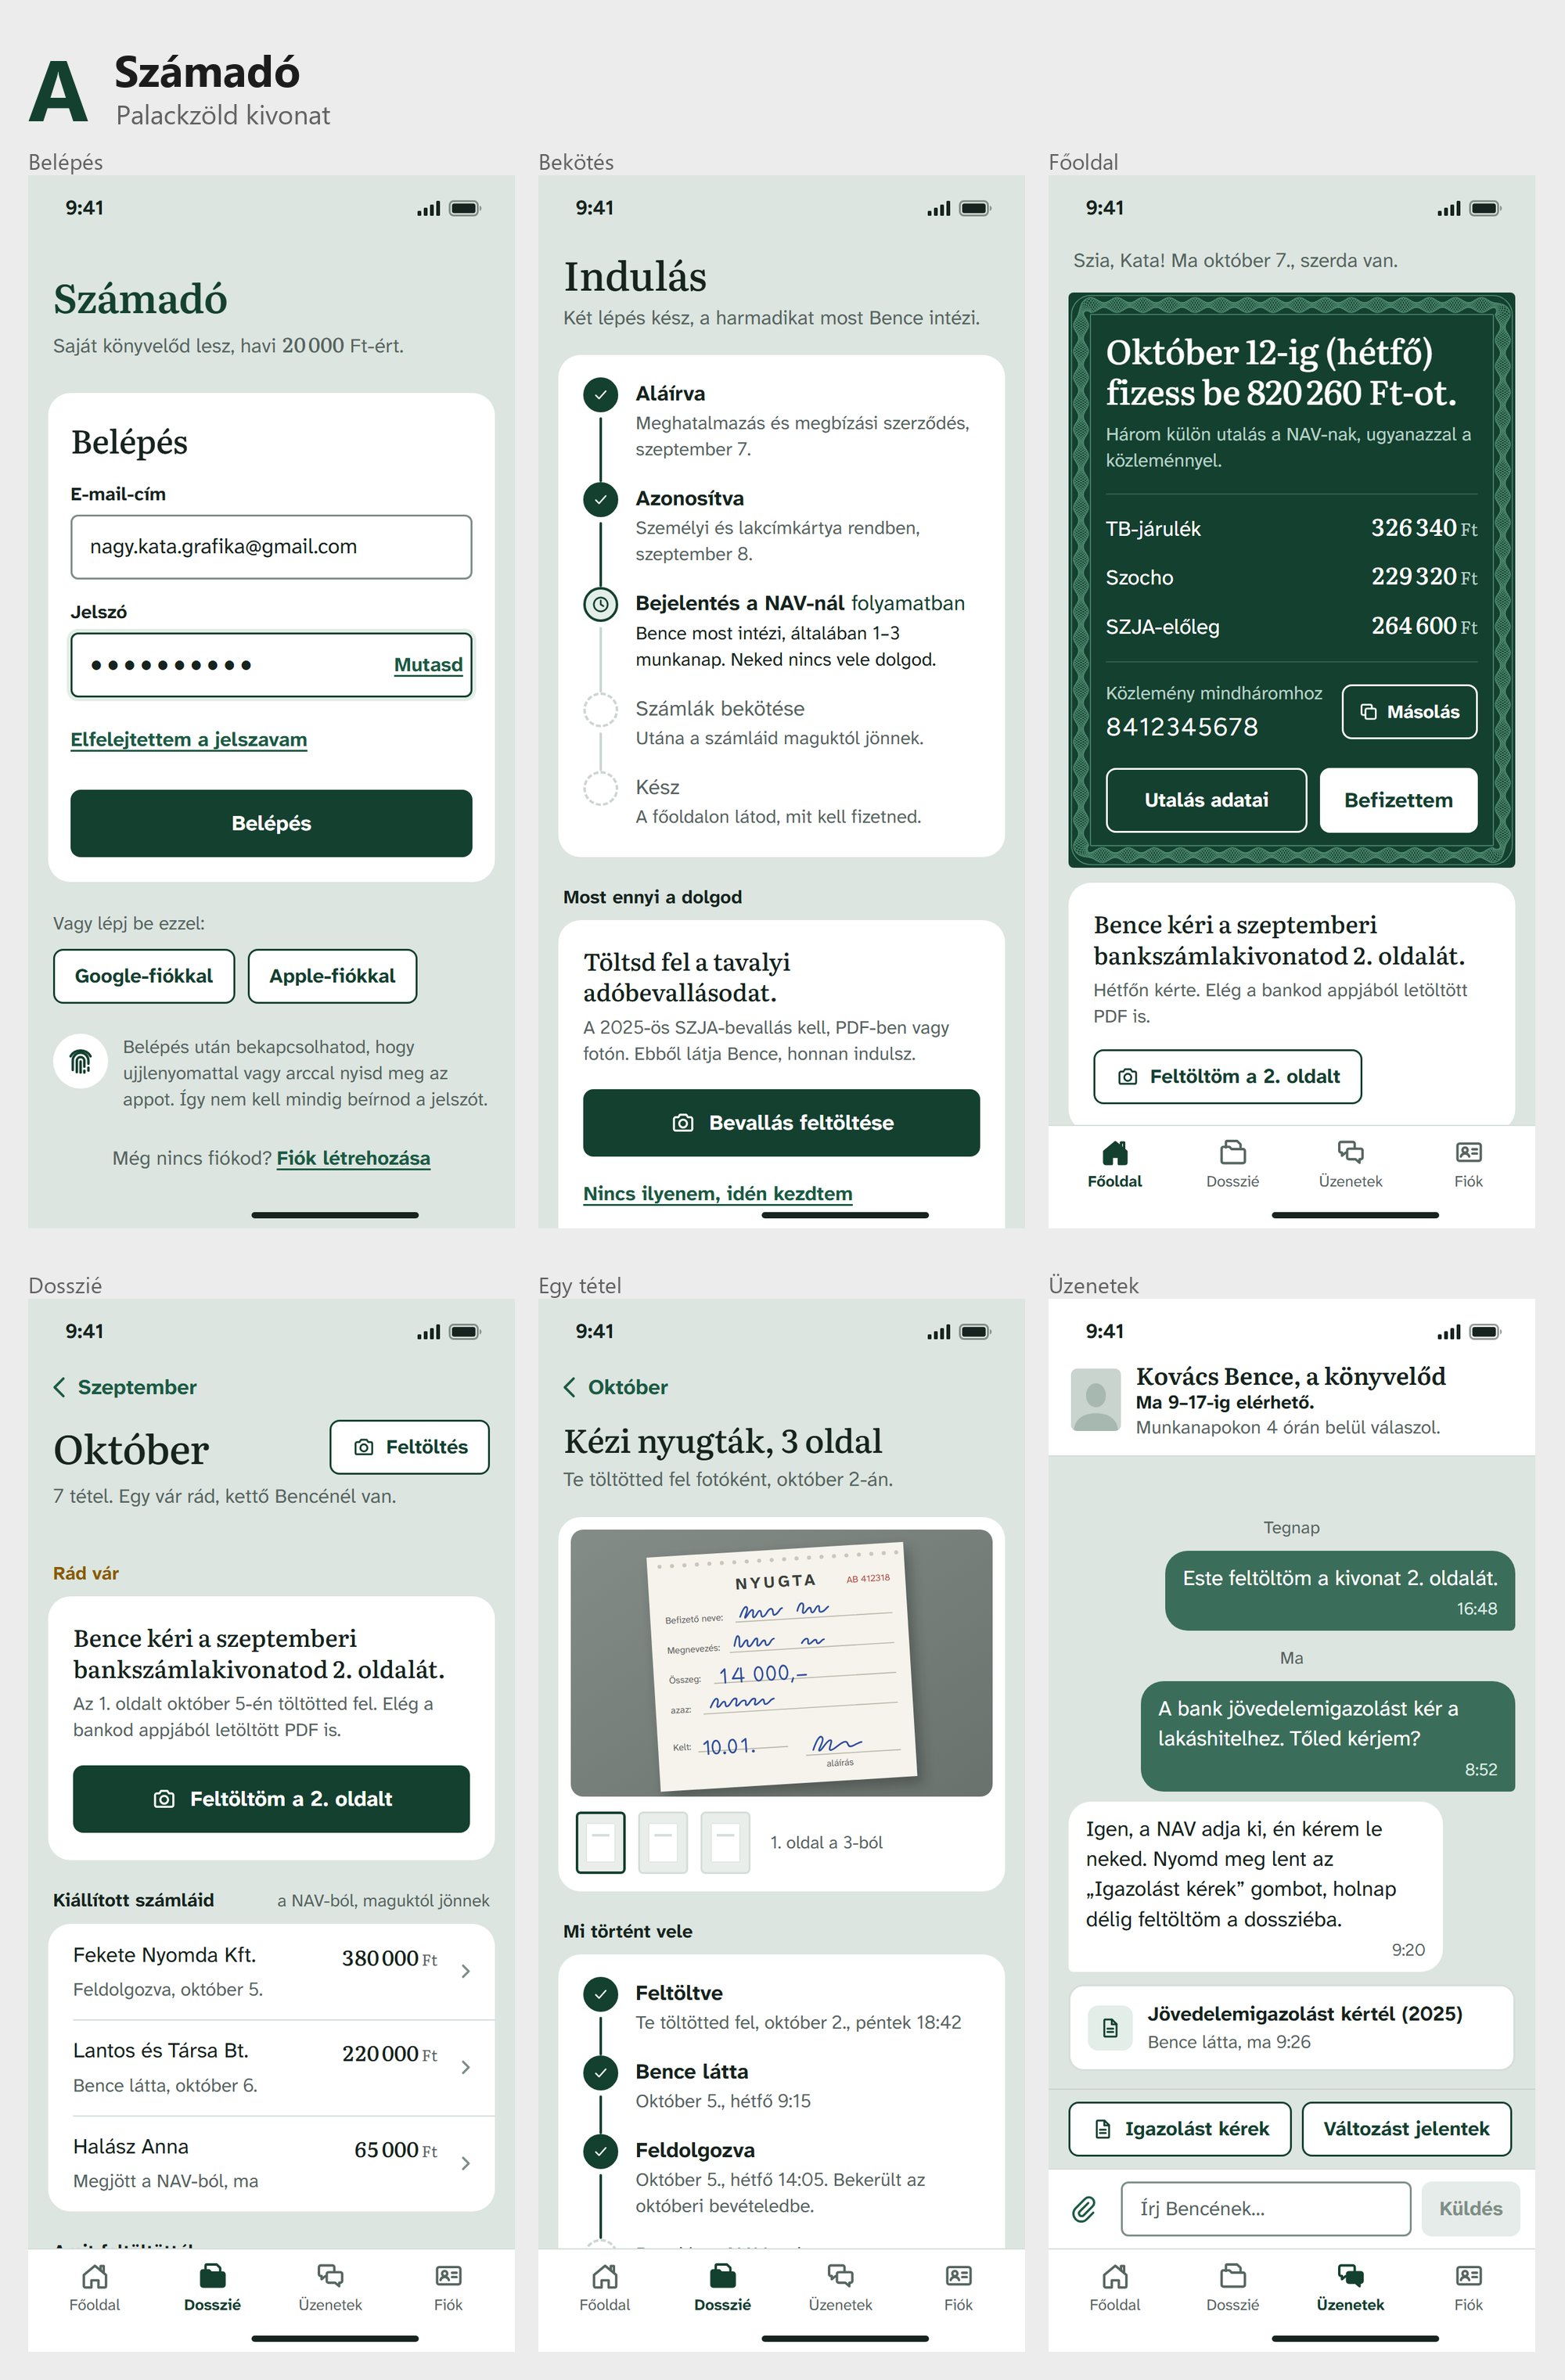 A
Számadó
Palackzöld kivonat
Belépés
9:41
Számadó
Saját könyvelőd lesz, havi 20 000 Ft-ért.
Belépés
E-mail-cím
nagy.kata.grafika@gmail.com
Jelszó
Mutasd
Elfelejtettem a jelszavam
Belépés
Vagy lépj be ezzel:
Google-fiókkal
Apple-fiókkal
Belépés után bekapcsolhatod, hogy
ujjlenyomattal vagy arccal nyisd meg az
appot. Így nem kell mindig beírnod a jelszót.
Még nincs fiókod? Fiók létrehozása
Bekötés
9:41
Indulás
Két lépés kész, a harmadikat most Bence intézi.
Aláírva
Meghatalmazás és megbízási szerződés,
szeptember 7.
Azonosítva
Személyi és lakcímkártya rendben,
szeptember 8.
Bejelentés a NAV-nál folyamatban
Bence most intézi, általában 1–3
munkanap. Neked nincs vele dolgod.
Számlák bekötése
Utána a számláid maguktól jönnek.
Kész
A főoldalon látod, mit kell fizetned.
Most ennyi a dolgod
Töltsd fel a tavalyi
adóbevallásodat.
A 2025-ös SZJA-bevallás kell, PDF-ben vagy
fotón. Ebből látja Bence, honnan indulsz.
Bevallás feltöltése
Nincs ilyenem, idén kezdtem
Főoldal
9:41
Szia, Kata! Ma október 7., szerda van.
Október 12-ig (hétfő)
fizess be 820 260 Ft-ot.
Három külön utalás a NAV-nak, ugyanazzal a
közleménnyel.
TB-járulék 326 340 Ft
Szocho 229 320 Ft
SZJA-előleg 264 600 Ft
Közlemény mindháromhoz
8412345678
Másolás
Utalás adatai
Befizettem
Bence kéri a szeptemberi
bankszámlakivonatod 2. oldalát.
Hétfőn kérte. Elég a bankod appjából letöltött
PDF is.
Feltöltöm a 2. oldalt
Főoldal
Dosszié
Üzenetek
Fiók
Dosszié
9:41
Szeptember
Október
Feltöltés
7 tétel. Egy vár rád, kettő Bencénél van.
Rád vár
Bence kéri a szeptemberi
bankszámlakivonatod 2. oldalát.
Az 1. oldalt október 5-én töltötted fel. Elég a
bankod appjából letöltött PDF is.
Feltöltöm a 2. oldalt
Kiállított számláid
a NAV-ból, maguktól jönnek
Fekete Nyomda Kft. 380 000 Ft
Feldolgozva, október 5.
Lantos és Társa Bt. 220 000 Ft
Bence látta, október 6.
Halász Anna 65 000 Ft
Megjött a NAV-ból, ma
Főoldal
Dosszié
Üzenetek
Fiók
Egy tétel
9:41
Október
Kézi nyugták, 3 oldal
Te töltötted fel fotóként, október 2-án.
NYUGTA
AB 412318
Befizető neve:
Megnevezés:
Összeg: 14 000,–
azaz:
Kelt: 10.01.
aláírás
1. oldal a 3-ból
Mi történt vele
Feltöltve
Te töltötted fel, október 2., péntek 18:42
Bence látta
Október 5., hétfő 9:15
Feldolgozva
Október 5., hétfő 14:05. Bekerült az
októberi bevételedbe.
Főoldal
Dosszié
Üzenetek
Fiók
Üzenetek
9:41
Kovács Bence, a könyvelőd
Ma 9–17-ig elérhető.
Munkanapokon 4 órán belül válaszol.
Tegnap
Este feltöltöm a kivonat 2. oldalát.
16:48
Ma
A bank jövedelemigazolást kér a
lakáshitelhez. Tőled kérjem?
8:52
Igen, a NAV adja ki, én kérem le
neked. Nyomd meg lent az
„Igazolást kérek” gombot, holnap
délig feltöltöm a dossziéba.
9:20
Jövedelemigazolást kértél (2025)
Bence látta, ma 9:26
Igazolást kérek
Változást jelentek
Írj Bencének...
Küldés
Főoldal
Dosszié
Üzenetek
Fiók